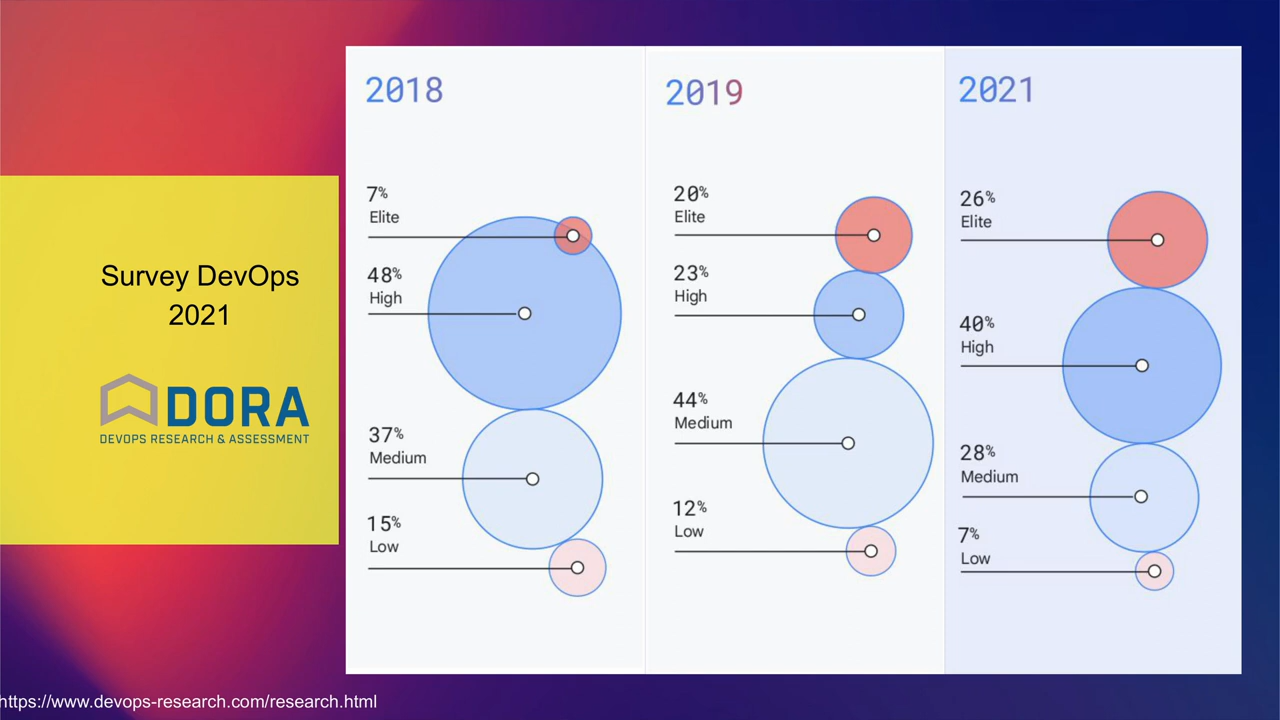 Survey DevOps
2021
DORA
DEVOPS RESEARCH & ASSESSMENT
2018
7%
Elite
48%
High
37%
Medium
15%
Low
2019
20%
Elite
23%
High
44%
Medium
12%
Low
2021
26%
Elite
40%
High
28%
Medium
7%
Low
https://www.devops-research.com/research.html